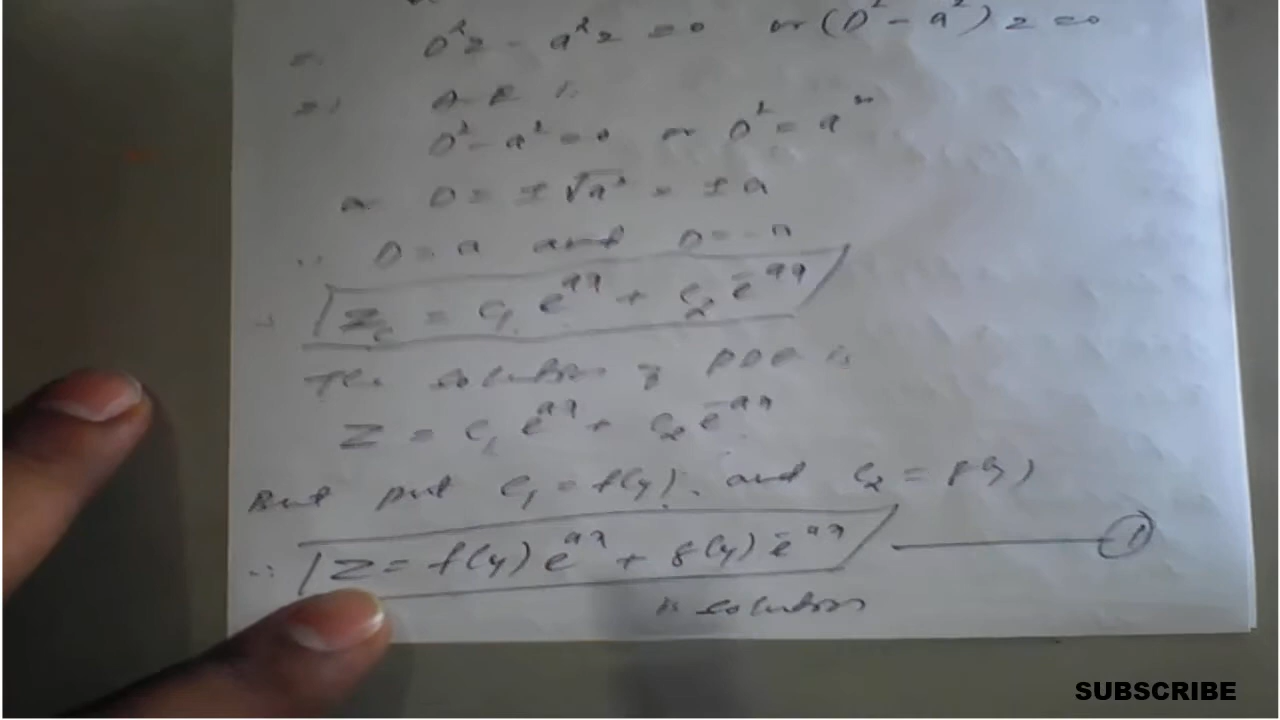 => D²z - a²z = 0 or (D² - a²) z = 0
=> A-E is
D² - a² = 0 or D² = a²
or D = ± √a² = ± a
∴ D = a and D = -a
Zc = c₁ e^ax + c₂ e^-ax
The solution of PDE is
Z = c₁ e^ax + c₂ e^-ax
But put c₁ = f(y). and c₂ =
∴ Z = f(y) e^ax + g(y) e^-ax ①
is solution
SUBSCRIBE